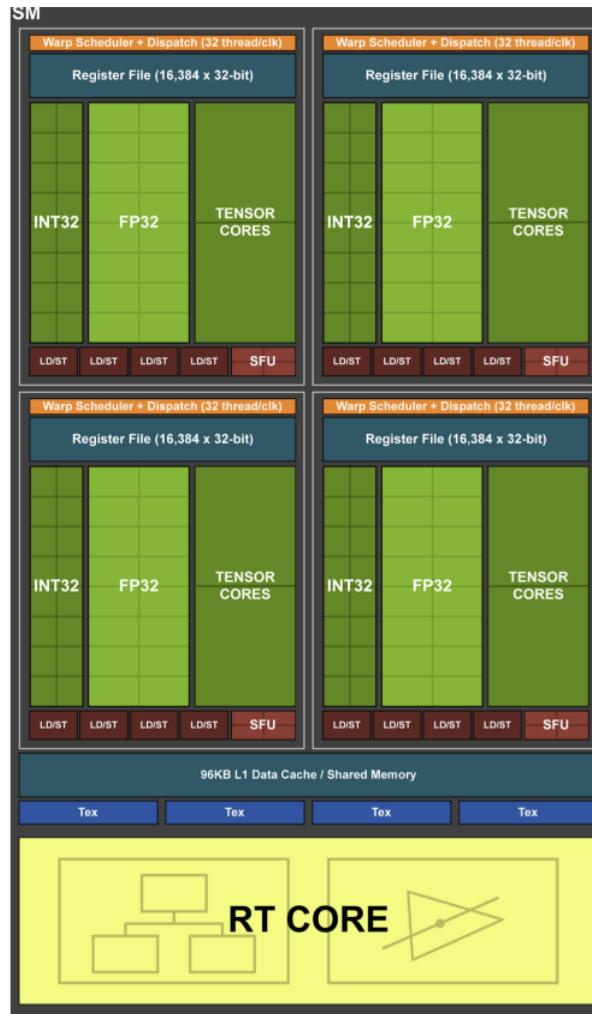 SM
Warp Scheduler + Dispatch (32 thread/clk)
Register File (16,384 x 32-bit)
INT32
FP32
TENSOR
CORES
LD/ST LD/ST LD/ST LD/ST SFU
Warp Scheduler + Dispatch (32 thread/clk)
Register File (16,384 x 32-bit)
INT32
FP32
TENSOR
CORES
LD/ST LD/ST LD/ST LD/ST SFU
Warp Scheduler + Dispatch (32 thread/clk)
Register File (16,384 x 32-bit)
INT32
FP32
TENSOR
CORES
LD/ST LD/ST LD/ST LD/ST SFU
Warp Scheduler + Dispatch (32 thread/clk)
Register File (16,384 x 32-bit)
INT32
FP32
TENSOR
CORES
LD/ST LD/ST LD/ST LD/ST SFU
96KB L1 Data Cache / Shared Memory
Tex Tex Tex Tex
RT CORE